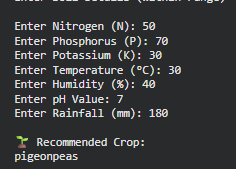 Enter Nitrogen (N): 50
Enter Phosphorus (P): 70
Enter Potassium (K): 30
Enter Temperature (°C): 30
Enter Humidity (%): 40
Enter pH Value: 7
Enter Rainfall (mm): 180
🌱 Recommended Crop:
pigeonpeas